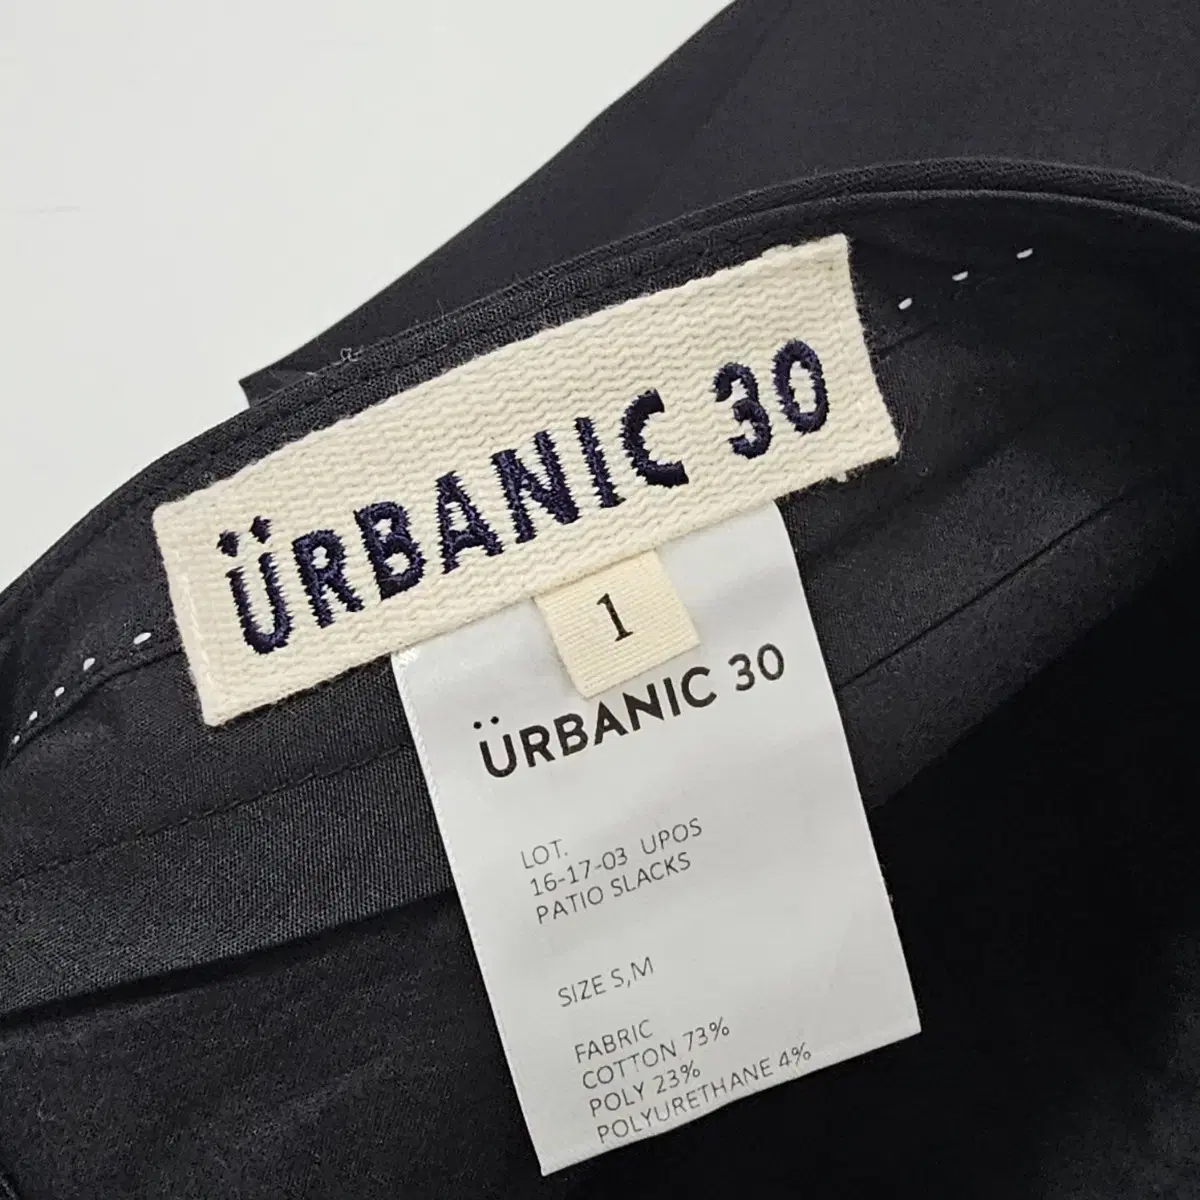 ÜRBANIC 30
1
ÜRBANIC 30
LOT.
16-17-03 UPOS
PATIO SLACKS
SIZE S,M
FABRIC
COTTON 73%
POLY 23%
POLYURETHANE 4%